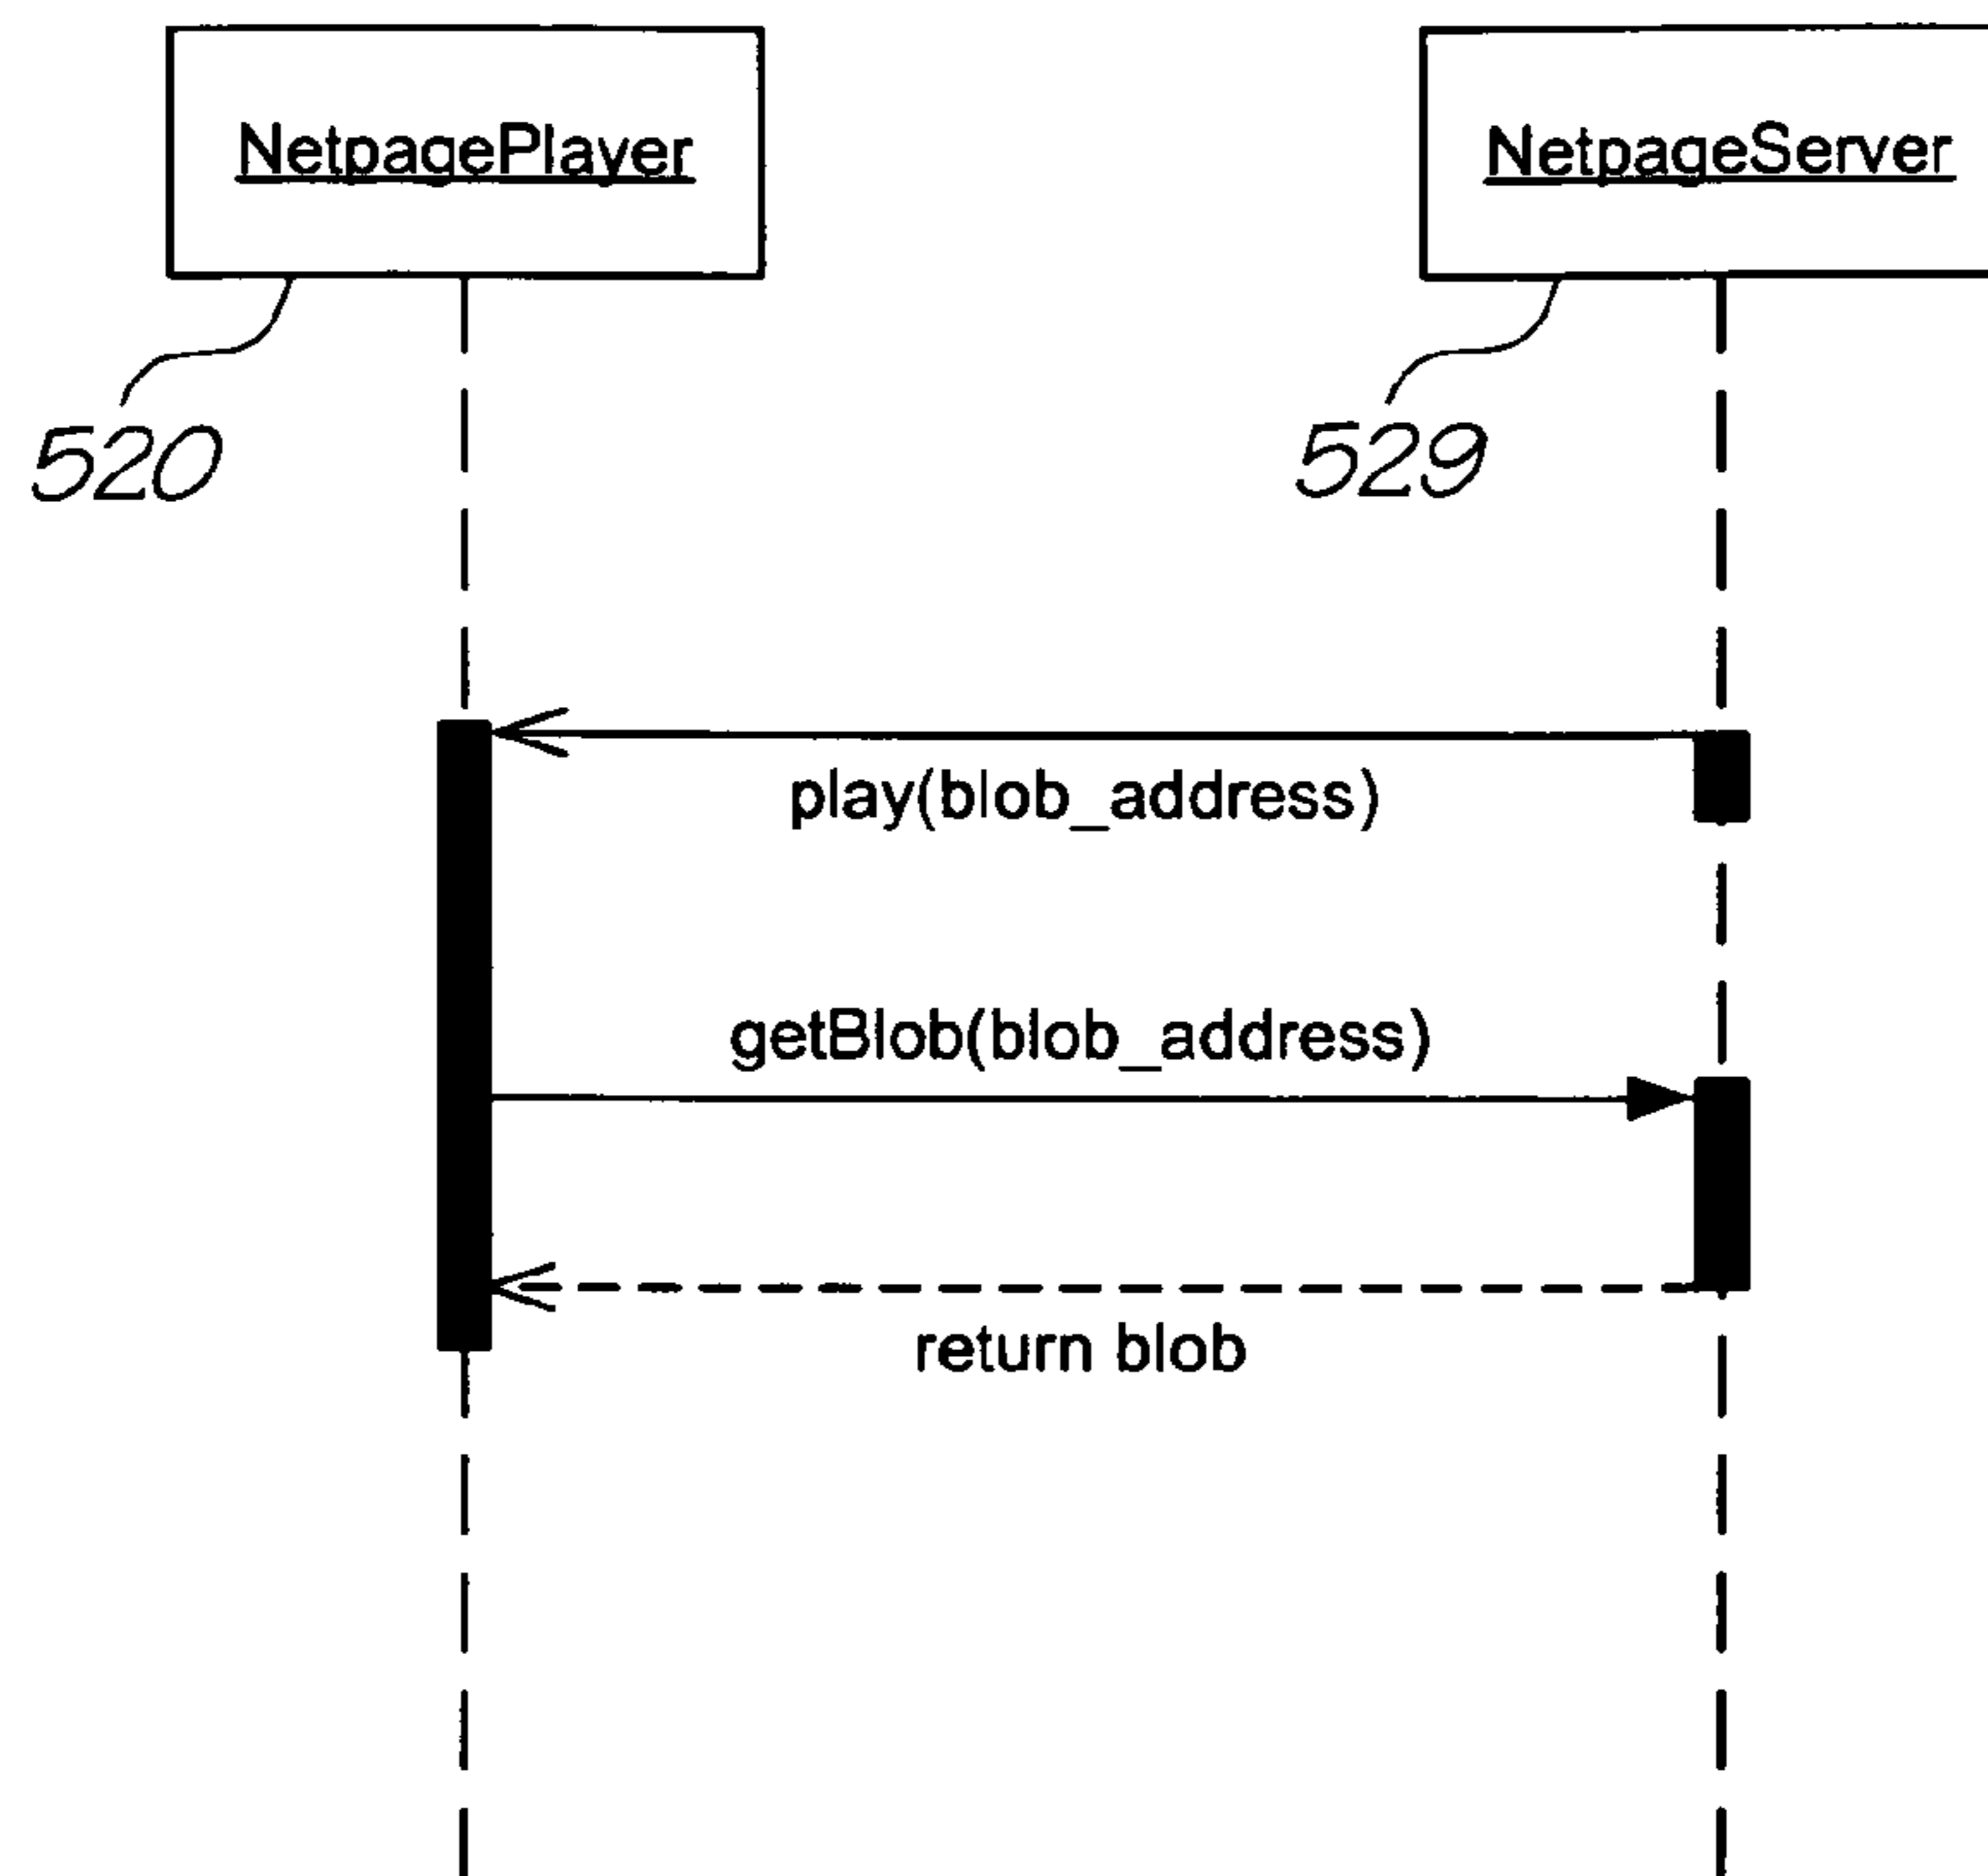 NetpagePlayer
NetpageServer
520
529
play(blob_address)
getBlob(blob_address)
return blob